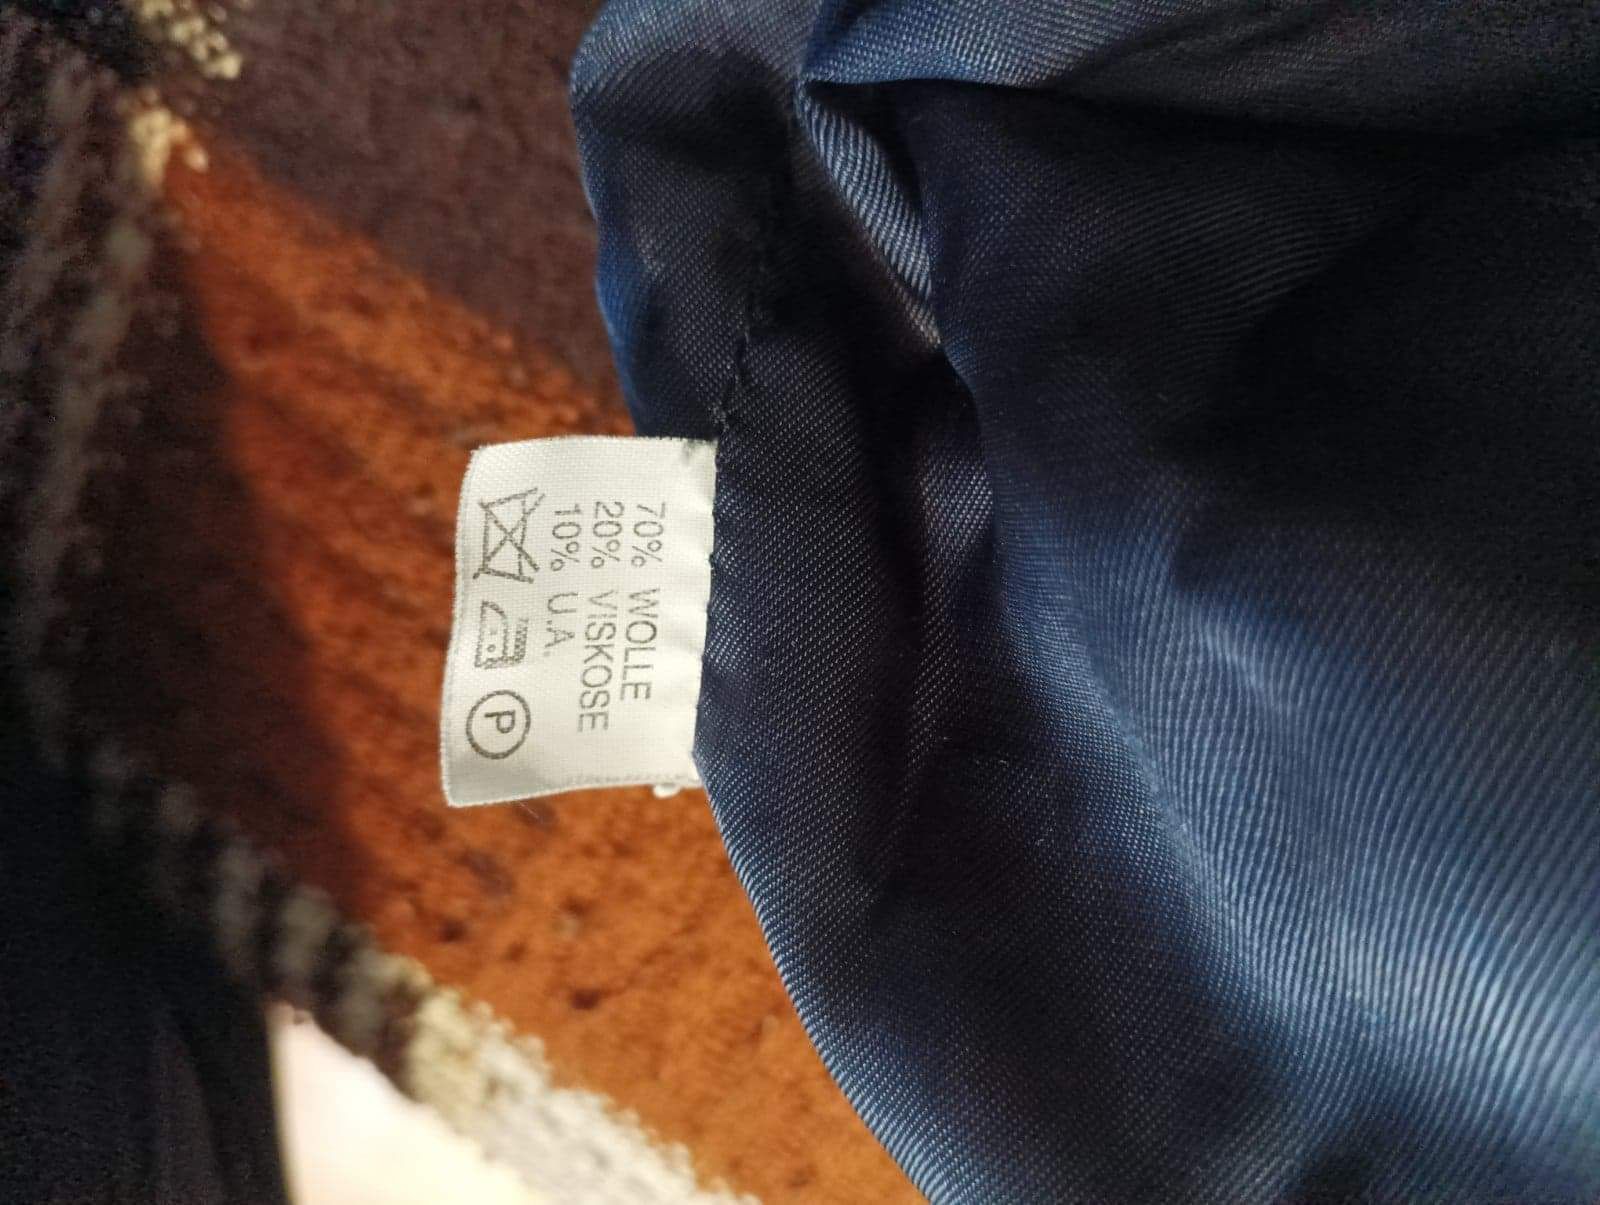 70% WOLLE
20% VISKOSE
10% U.A.
P